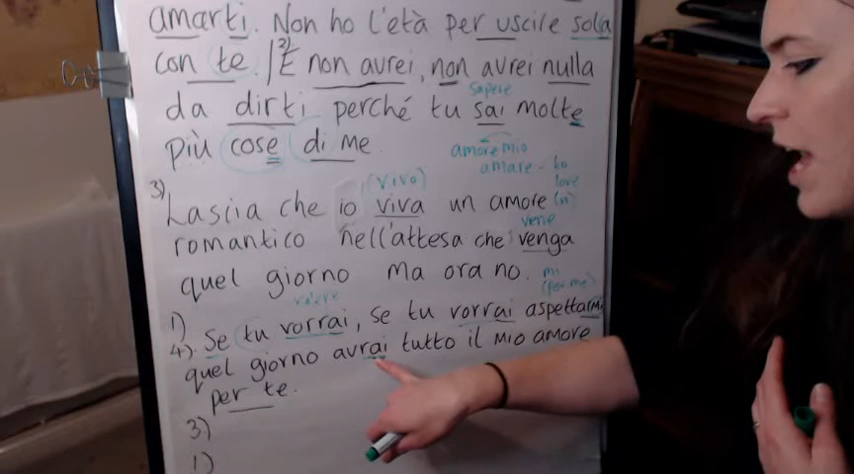 amarti. Non ho l'età per uscire sola
con te. | 2) E non avrei, non avrei nulla
sapere
da dirti perché tu sai molte
più cose di me
amore mio
amare - to
love
(n)
(vivo)
3) Lascia che io viva un amore
viene
romantico nell'attesa che venga
quel giorno ma ora no.
mi
(per me)
volere
1)
4) Se tu vorrai, se tu vorrai aspettarmi
quel giorno avrai tutto il mio amore
per te.
3)
1)